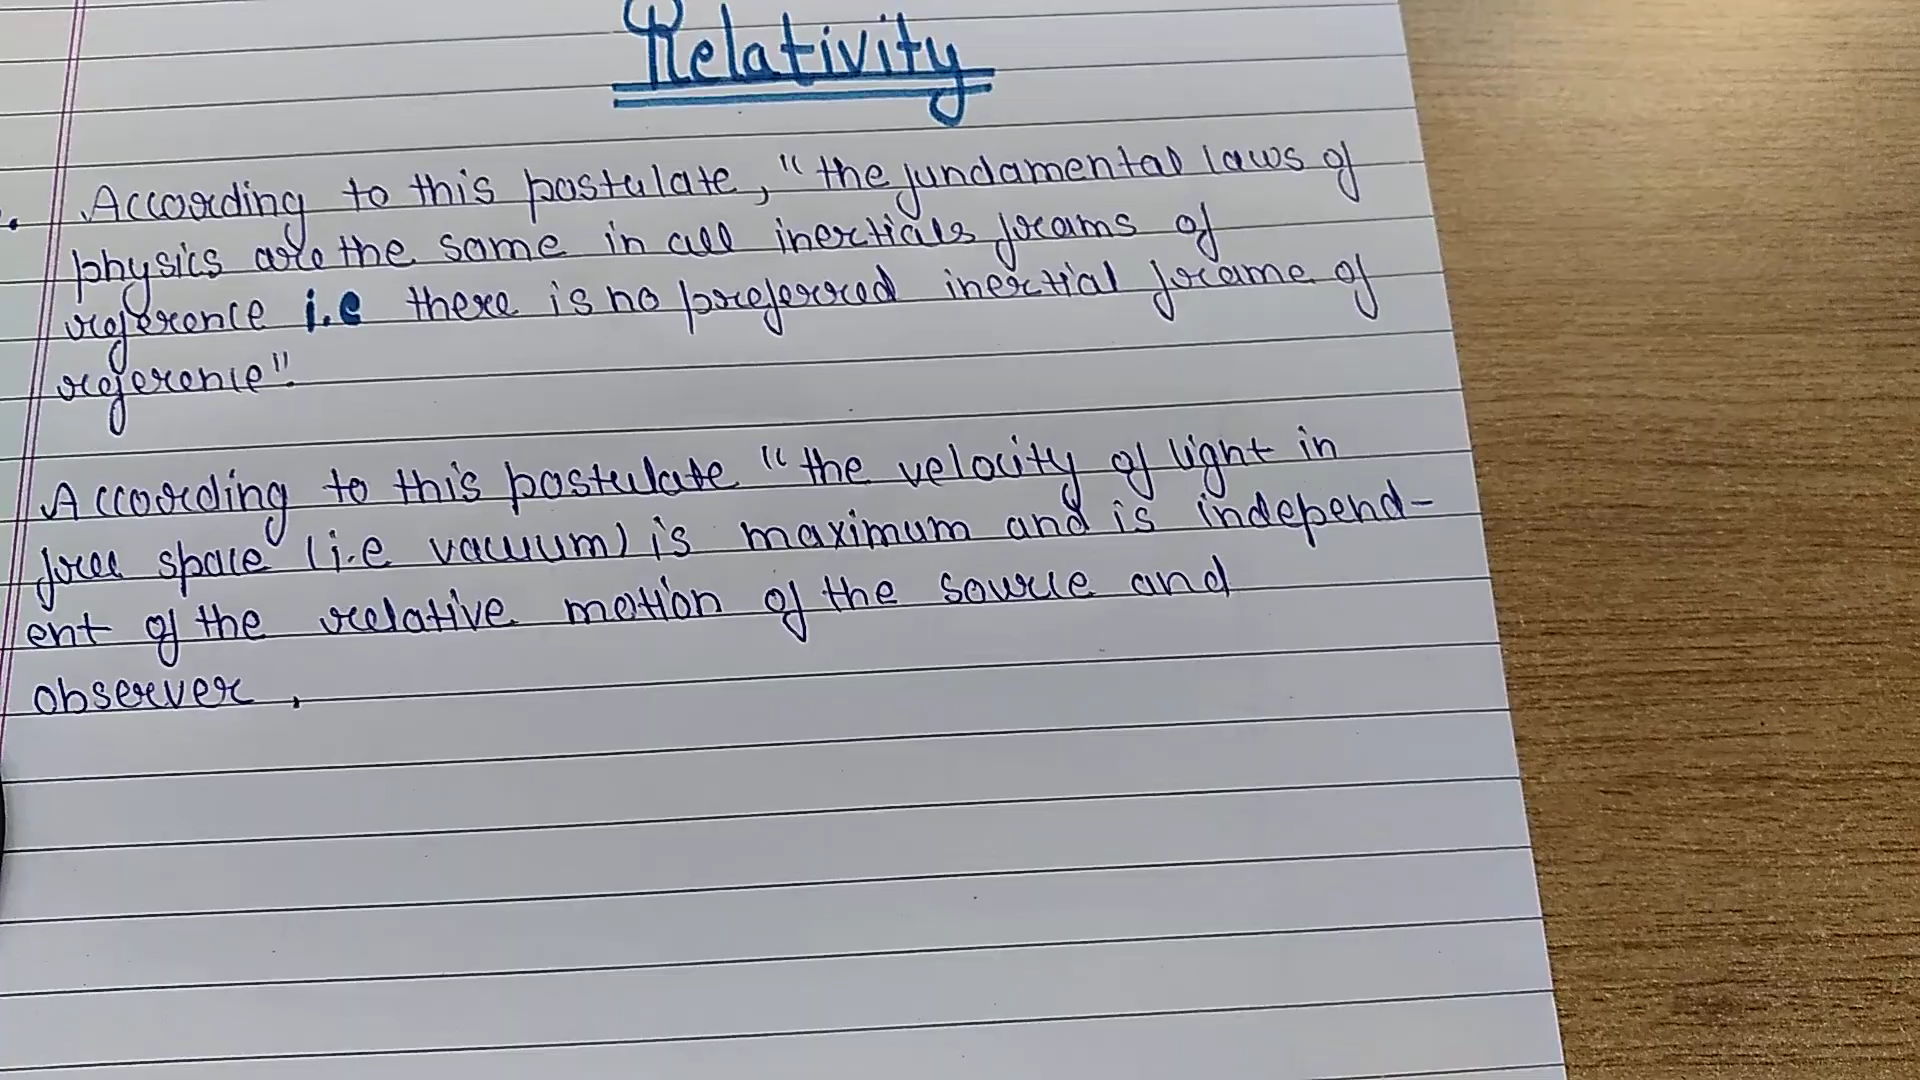 Relativity
According to this postulate, "the fundamental laws of
physics are the same in all inertials frams of
reference i.e there is no preferred inertial frame of
reference".
According to this postulate "the velocity of light in
free space (i.e vacuum) is maximum and is independ-
ent of the relative motion of the source and
observer.